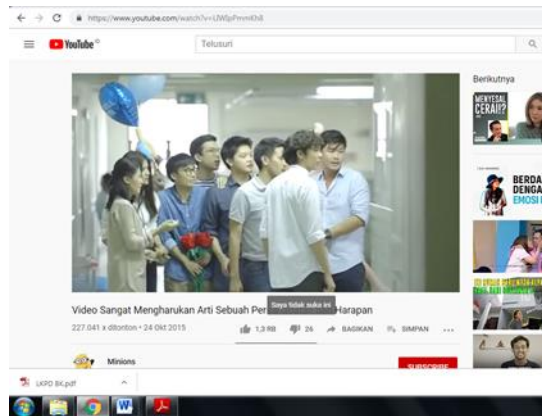 https://www.youtube.com/watch?v=
YouTube
Telusuri
Berikutnya
MENYESAL
CERAI!?
BERDA
DENGA
EMOSI
Video Sangat Mengharukan Arti Sebuah Per
Harapan
Saya tidak suka ini
227.041 x ditonton • 24 Okt 2015
1,3 RB
26
BAGIKAN
SIMPAN
Minions
SUBSCRIBE
LKPD BK.pdf